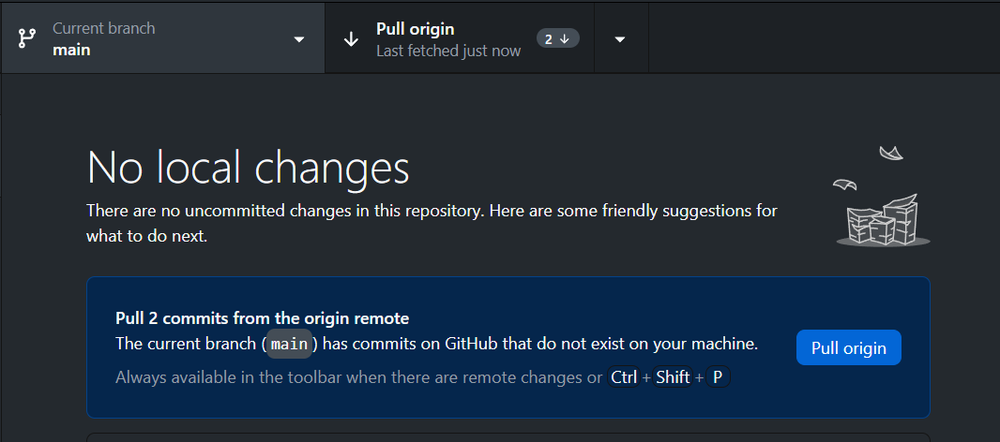 Current branch
main
Pull origin
Last fetched just now
2
No local changes
There are no uncommitted changes in this repository. Here are some friendly suggestions for
what to do next.
Pull 2 commits from the origin remote
The current branch (main) has commits on GitHub that do not exist on your machine.
Always available in the toolbar when there are remote changes or Ctrl + Shift + P
Pull origin